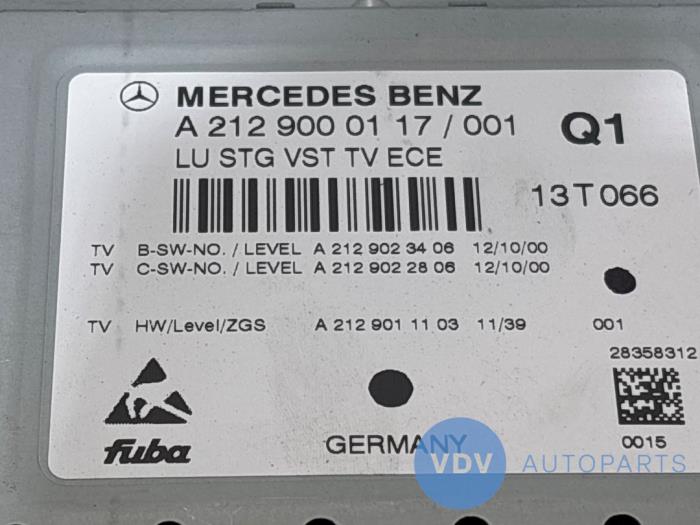 MERCEDES BENZ
A 212 900 01 17 / 001 Q1
LU STG VST TV ECE
13T066
TV B-SW-NO. / LEVEL A 212 902 34 06 12/10/00
TV C-SW-NO. / LEVEL A 212 902 28 06 12/10/00
TV HW/Level/ZGS A 212 901 11 03 11/39 001
28358312
fuba GERMANY 0015
VDV AUTOPARTS